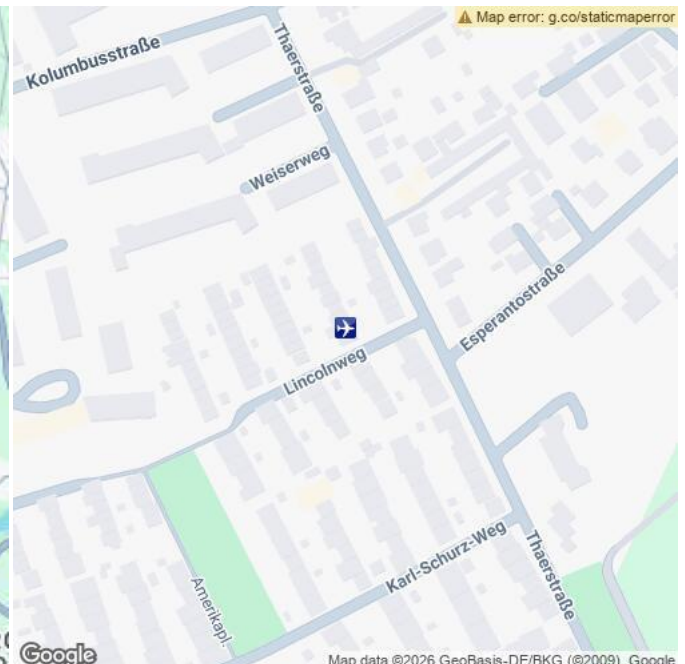 Map error: g.co/staticmaperror
Kolumbusstraße
Thaerstraße
Weiserweg
Esperantostraße
Lincolnweg
Karl-Schurz-Weg
Thaerstraße
Amerikapl.
Google
Map data ©2026 GeoBasis-DE/BKG (©2009), Google